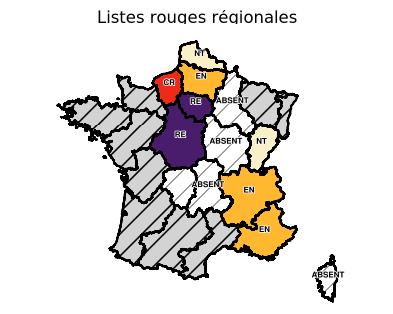 Listes rouges régionales
NT
EN
CR
RE
ABSENT
RE
ABSENT
NT
ABSENT
EN
EN
ABSENT